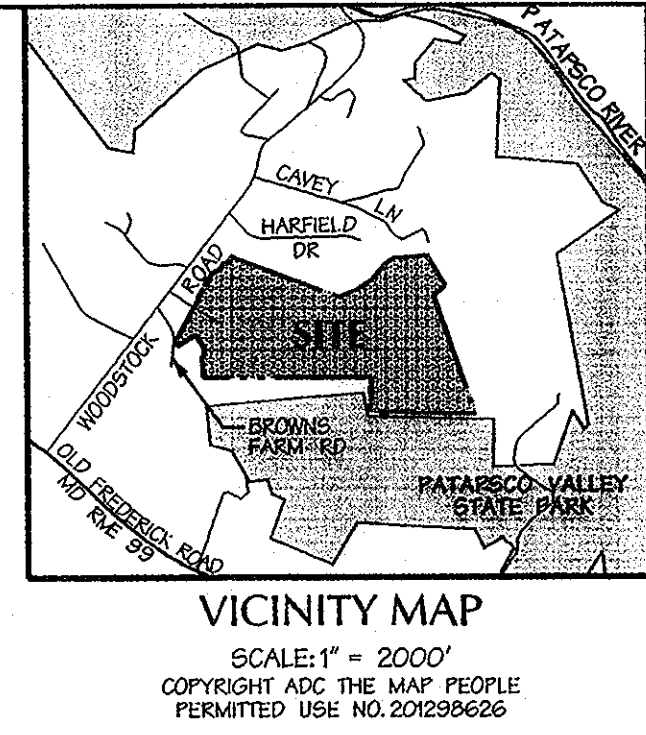 PATAPSCO RIVER
CAVEY LN
HARFIELD
DR
WOODSTOCK ROAD
SITE
BROWNS
FARM RD
PATAPSCO VALLEY
STATE PARK
OLD FREDERICK ROAD
MD RTE 99
VICINITY MAP
SCALE: 1" = 2000'
COPYRIGHT ADC THE MAP PEOPLE
PERMITTED USE NO. 201298626